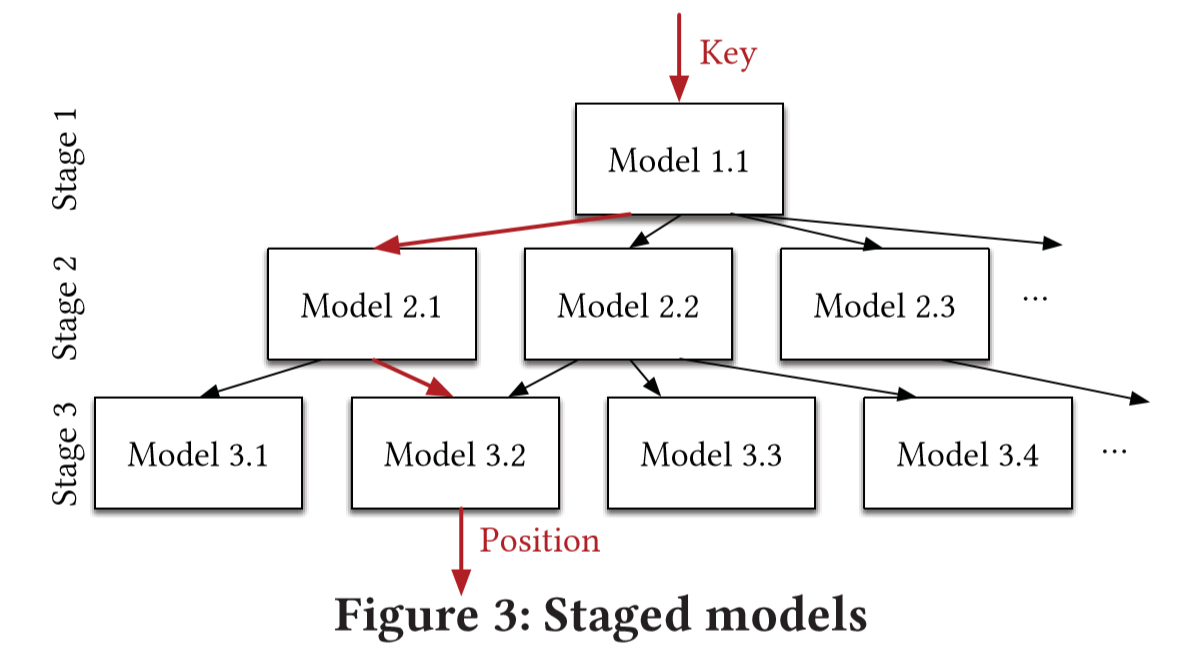 Key
Stage 1
Model 1.1
Stage 2
Model 2.1
Model 2.2
Model 2.3
...
Stage 3
Model 3.1
Model 3.2
Model 3.3
Model 3.4
...
Position
Figure 3: Staged models